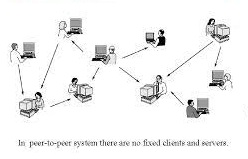 In peer-to-peer system there are no fixed clients and servers.